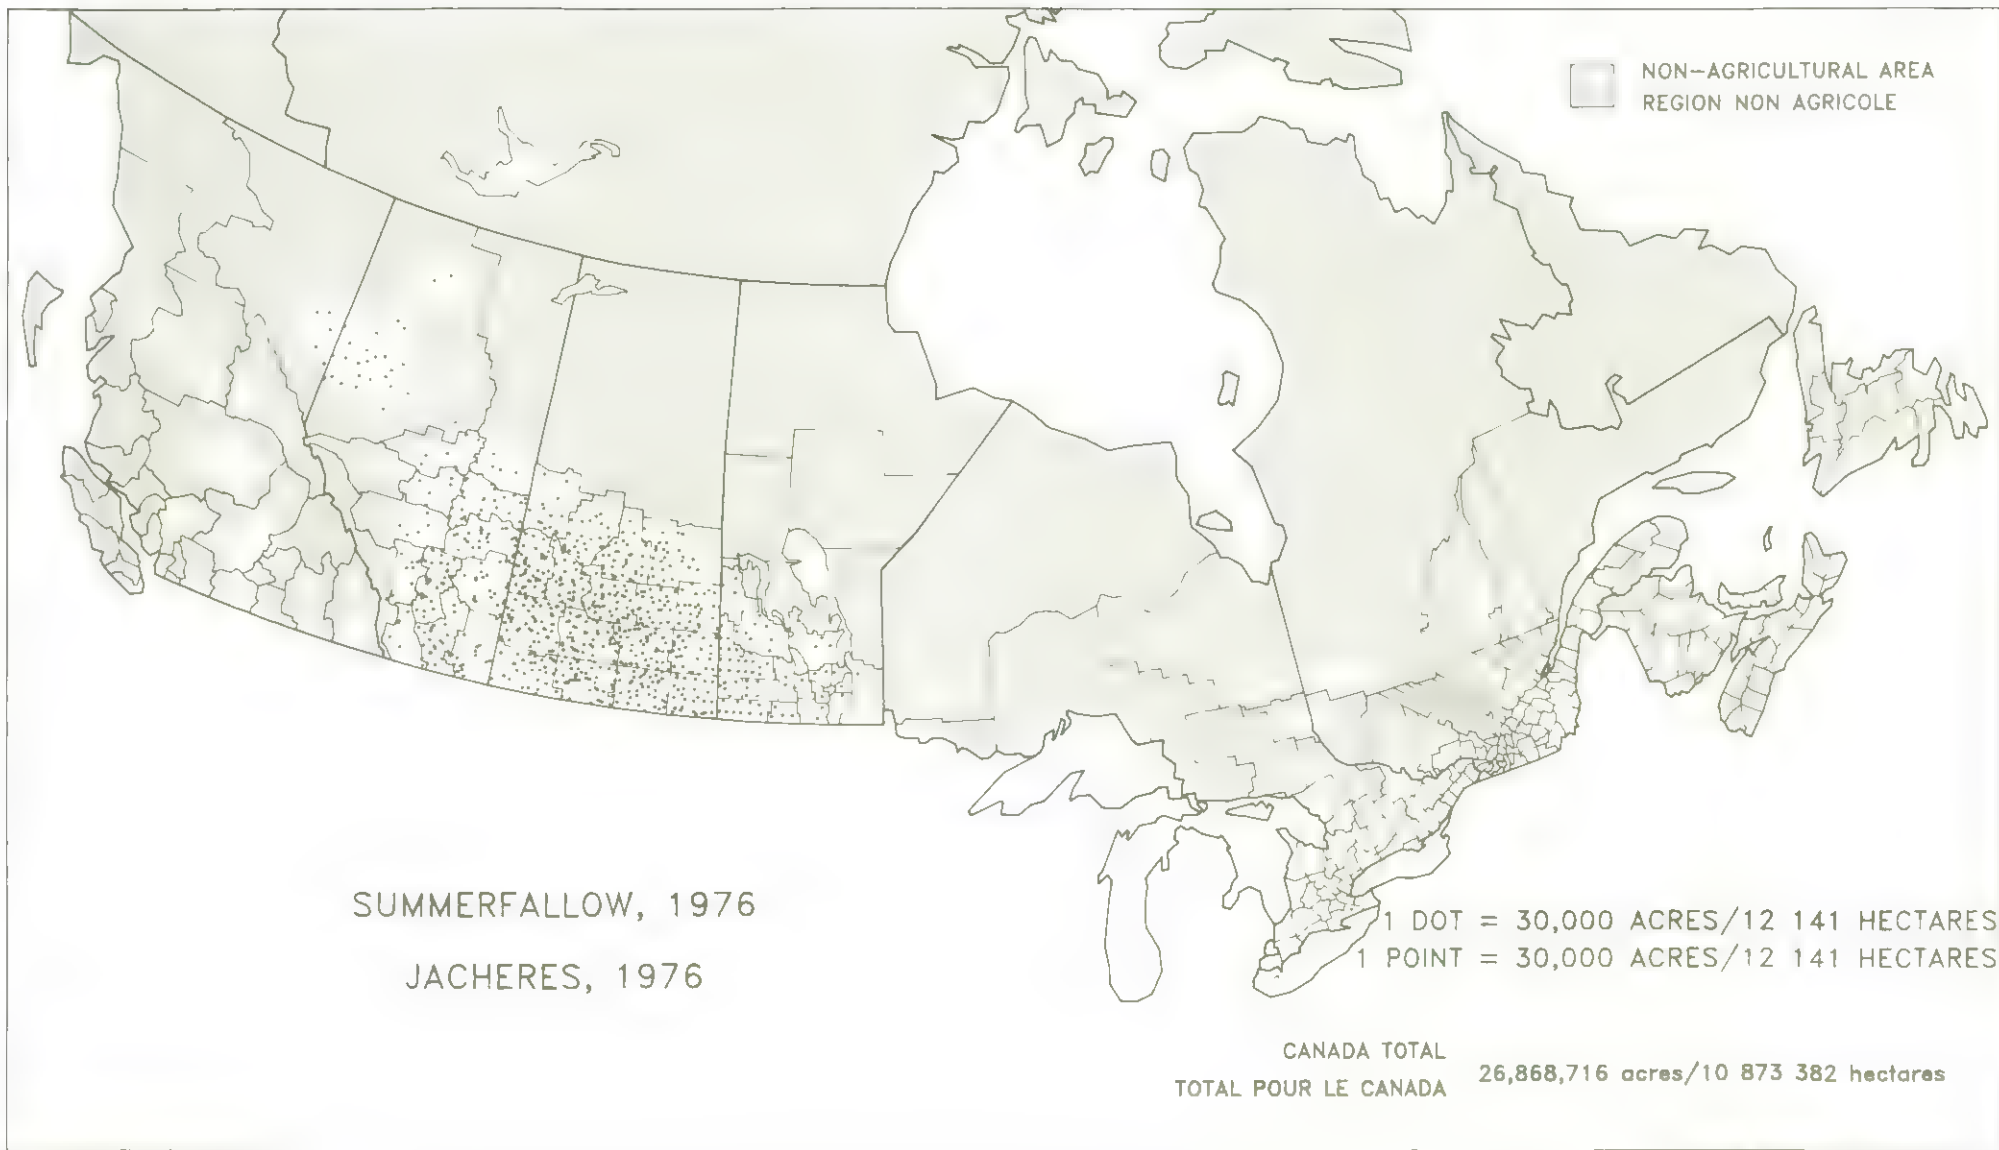 NON-AGRICULTURAL AREA
REGION NON AGRICOLE
SUMMERFALLOW, 1976
JACHERES, 1976
1 DOT = 30,000 ACRES/12 141 HECTARES
1 POINT = 30,000 ACRES/12 141 HECTARES
CANADA TOTAL
TOTAL POUR LE CANADA
26,868,716 acres/10 873 382 hectares